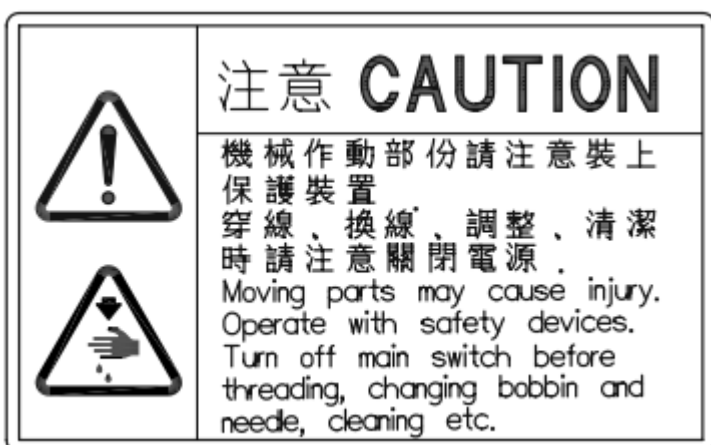 注意 CAUTION
機械作動部份請注意裝上
保護裝置
穿線、換線、調整、清潔
時請注意關閉電源.
Moving parts may cause injury.
Operate with safety devices.
Turn off main switch before
threading, changing bobbin and
needle, cleaning etc.